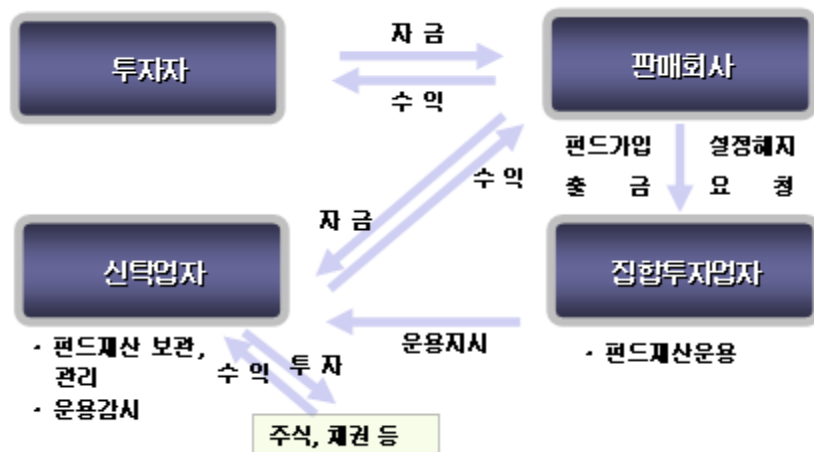 자 금
투자자
판매회사
수 익
펀드가입
설정해지
출 금
요 청
수 익
자 금
신탁업자
집합투자업자
운용지시
· 펀드재산 보관,
관리
· 운용감시
수 익
투 자
· 펀드재산운용
주식, 채권 등